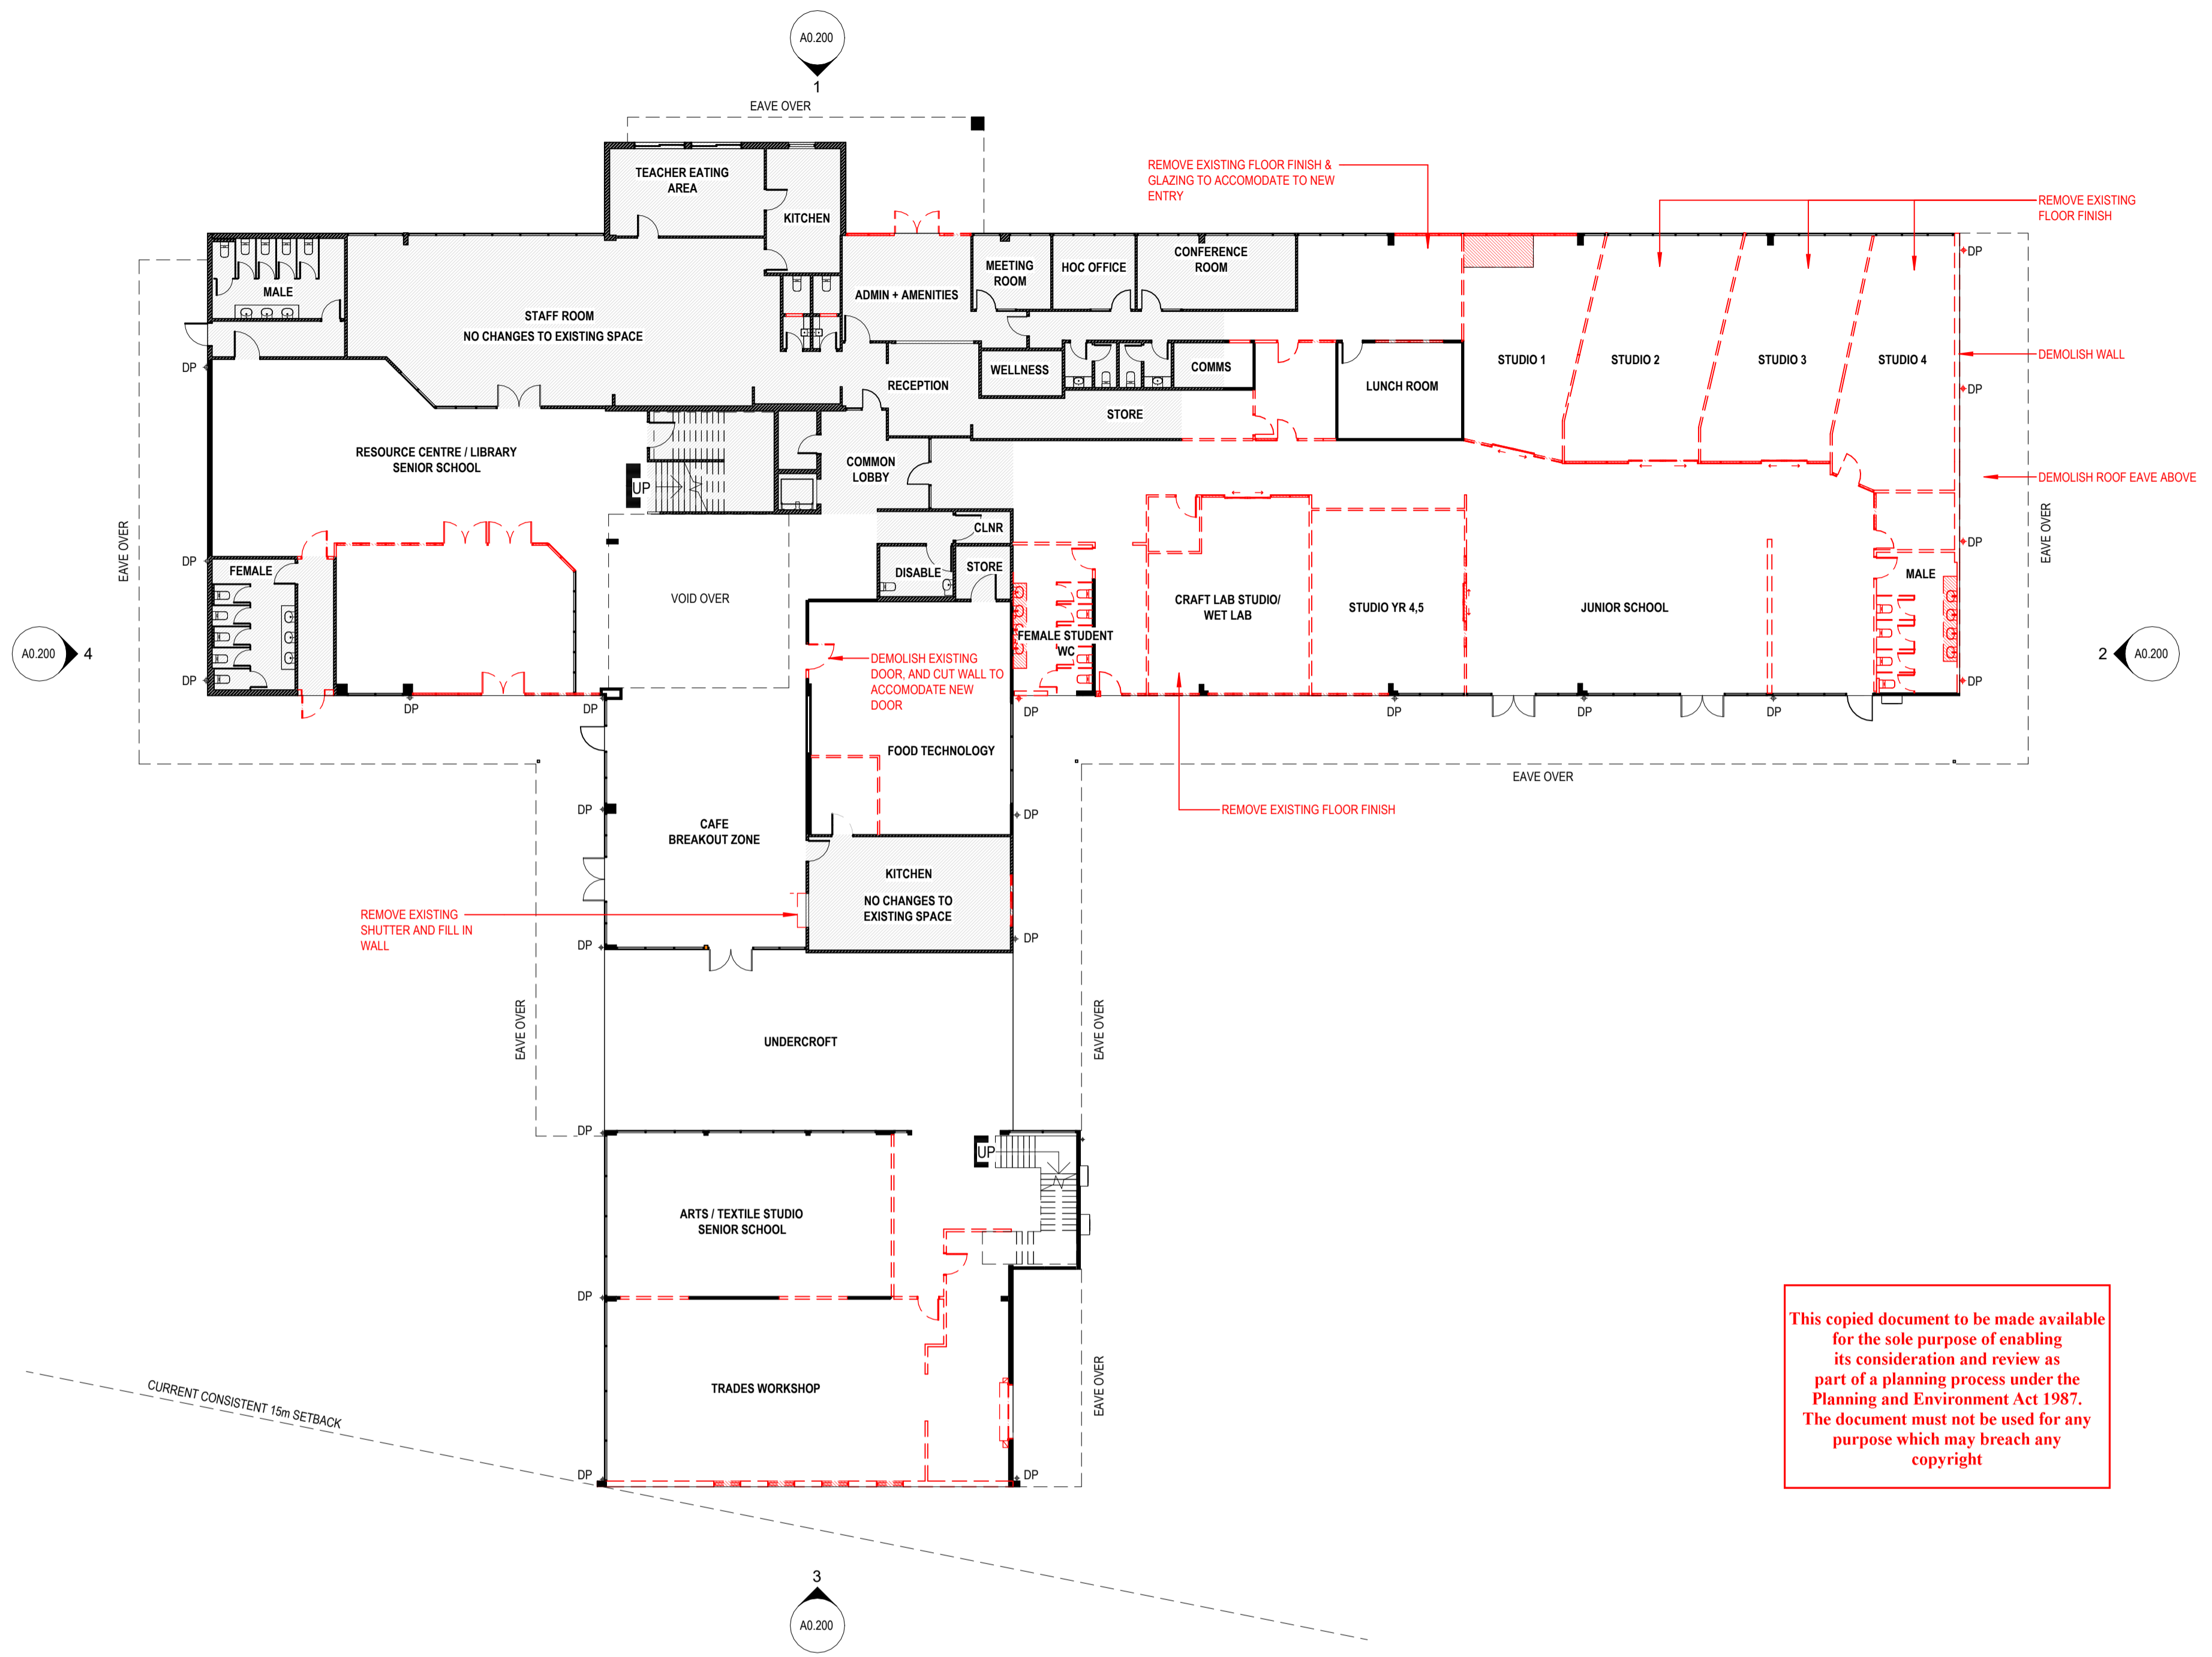 A0.200
1
EAVE OVER
TEACHER EATING
AREA
KITCHEN
REMOVE EXISTING FLOOR FINISH &
GLAZING TO ACCOMODATE TO NEW
ENTRY
REMOVE EXISTING
FLOOR FINISH
MALE
STAFF ROOM
NO CHANGES TO EXISTING SPACE
ADMIN + AMENITIES
MEETING
ROOM
HOC OFFICE
CONFERENCE
ROOM
DP
DP
RECEPTION
WELLNESS
COMMS
LUNCH ROOM
STUDIO 1
STUDIO 2
STUDIO 3
STUDIO 4
DEMOLISH WALL
DP
STORE
RESOURCE CENTRE / LIBRARY
SENIOR SCHOOL
UP
COMMON
LOBBY
DEMOLISH ROOF EAVE ABOVE
EAVE OVER
DP
FEMALE
VOID OVER
CLNR
DISABLE
STORE
DP
EAVE OVER
MALE
CRAFT LAB STUDIO/
WET LAB
STUDIO YR 4,5
JUNIOR SCHOOL
FEMALE STUDENT
WC
A0.200
4
2
A0.200
DEMOLISH EXISTING
DOOR, AND CUT WALL TO
ACCOMODATE NEW
DOOR
DP
DP
DP
DP
DP
DP
DP
DP
FOOD TECHNOLOGY
EAVE OVER
DP
DP
REMOVE EXISTING FLOOR FINISH
CAFE
BREAKOUT ZONE
KITCHEN
NO CHANGES TO
EXISTING SPACE
REMOVE EXISTING
SHUTTER AND FILL IN
WALL
DP
DP
EAVE OVER
UNDERCROFT
EAVE OVER
DP
UP
ARTS / TEXTILE STUDIO
SENIOR SCHOOL
DP
TRADES WORKSHOP
EAVE OVER
CURRENT CONSISTENT 15m SETBACK
DP
DP
This copied document to be made available
for the sole purpose of enabling
its consideration and review as
part of a planning process under the
Planning and Environment Act 1987.
The document must not be used for any
purpose which may breach any
copyright
3
A0.200